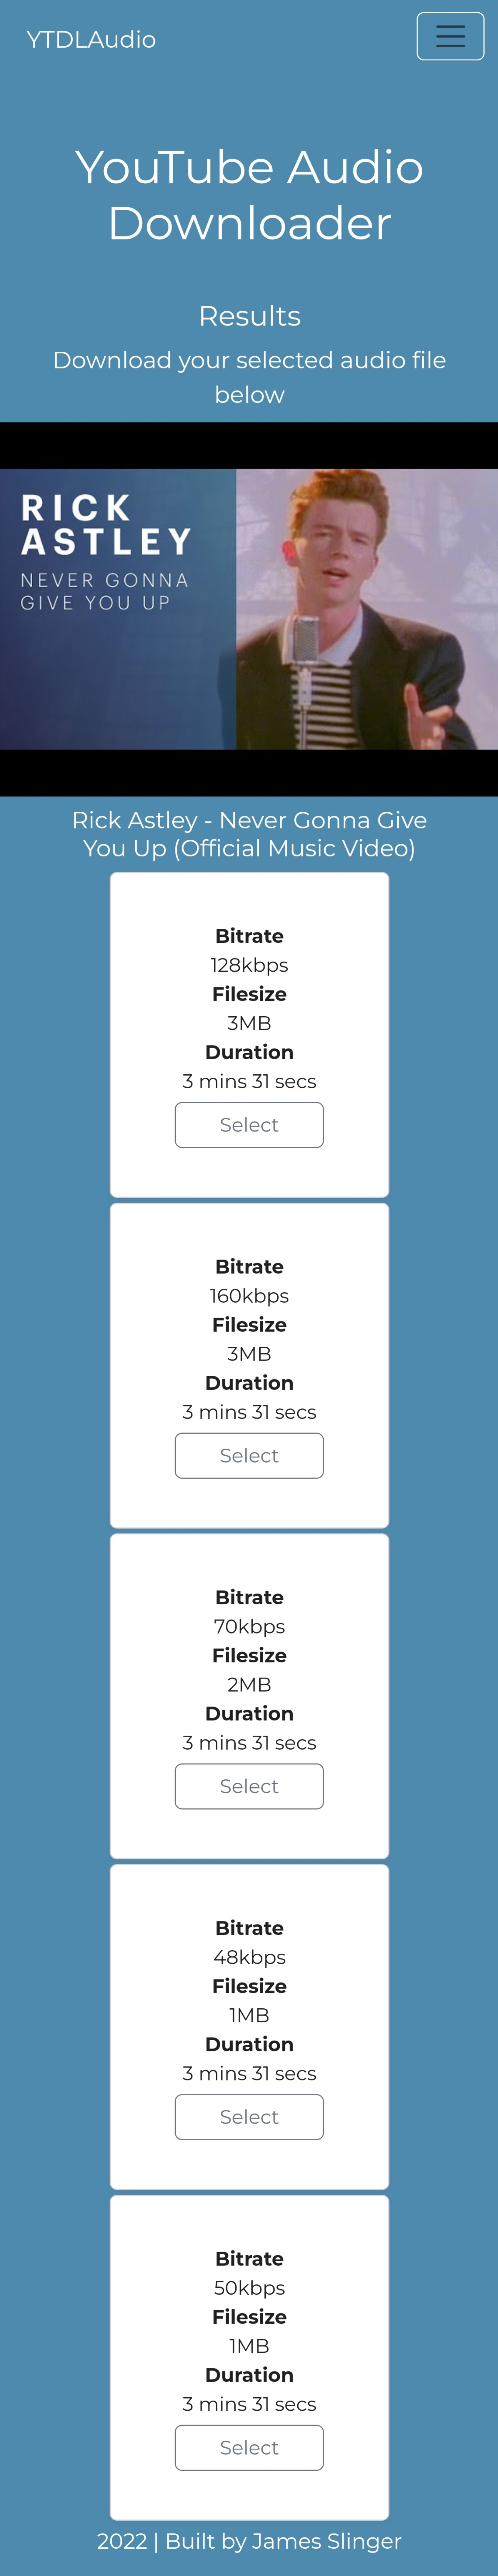 YTDLAudio
YouTube Audio
Downloader
Results
Download your selected audio file
below
RICK
ASTLEY
NEVER GONNA
GIVE YOU UP
Rick Astley - Never Gonna Give
You Up (Official Music Video)
Bitrate
128kbps
Filesize
3MB
Duration
3 mins 31 secs
Select
Bitrate
160kbps
Filesize
3MB
Duration
3 mins 31 secs
Select
Bitrate
70kbps
Filesize
2MB
Duration
3 mins 31 secs
Select
Bitrate
48kbps
Filesize
1MB
Duration
3 mins 31 secs
Select
Bitrate
50kbps
Filesize
1MB
Duration
3 mins 31 secs
Select
2022 | Built by James Slinger